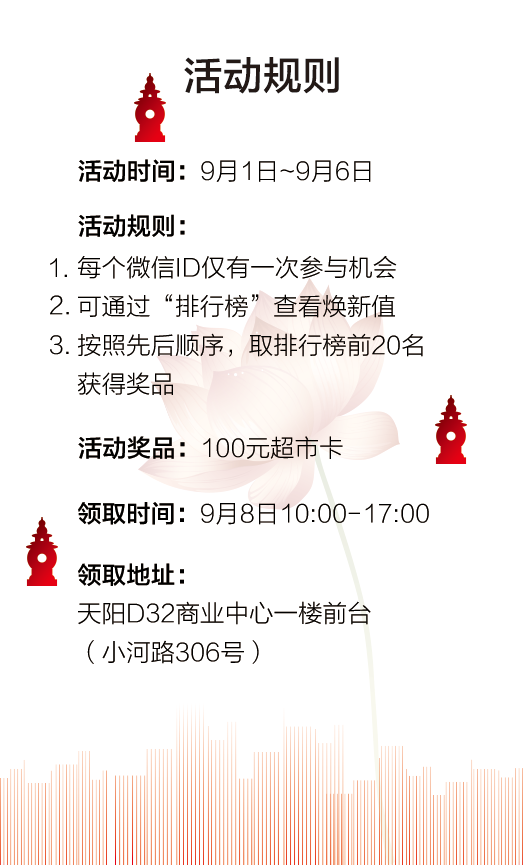 活动规则
活动时间：9月1日~9月6日
活动规则：
1. 每个微信ID仅有一次参与机会
2. 可通过“排行榜”查看焕新值
3. 按照先后顺序，取排行榜前20名
获得奖品
活动奖品：100元超市卡
领取时间：9月8日10:00-17:00
领取地址：
天阳D32商业中心一楼前台
（小河路306号）